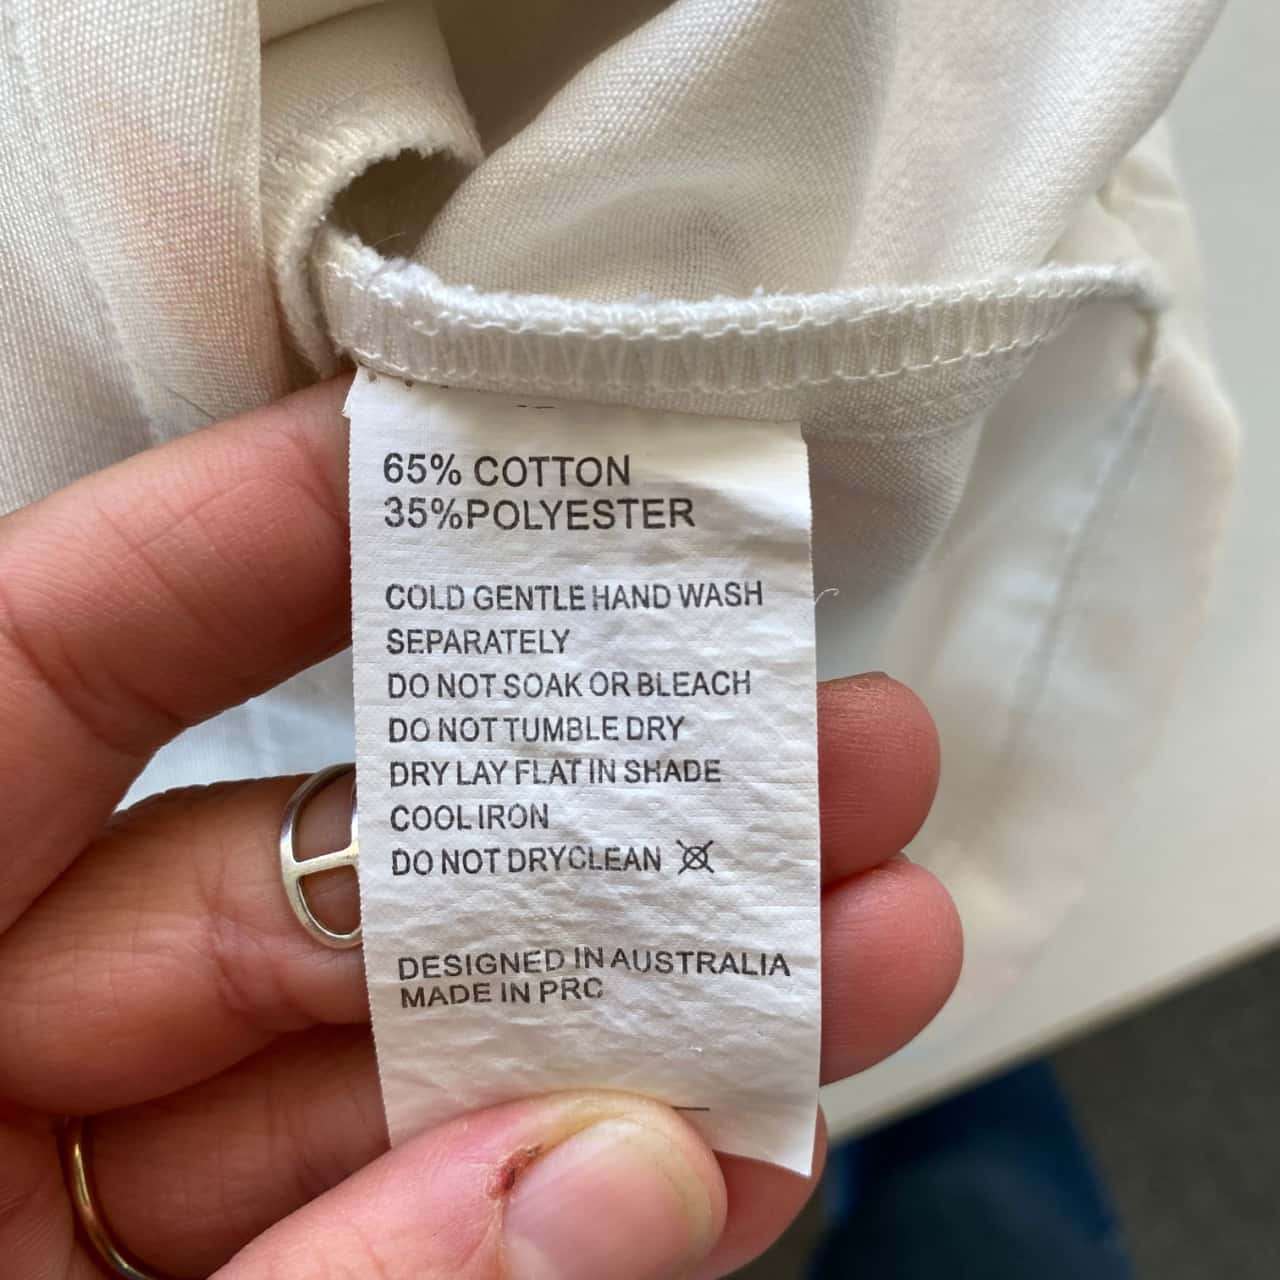 65% COTTON
35%POLYESTER
COLD GENTLE HAND WASH
SEPARATELY
DO NOT SOAK OR BLEACH
DO NOT TUMBLE DRY
DRY LAY FLAT IN SHADE
COOL IRON
DO NOT DRYCLEAN
DESIGNED IN AUSTRALIA
MADE IN PRC